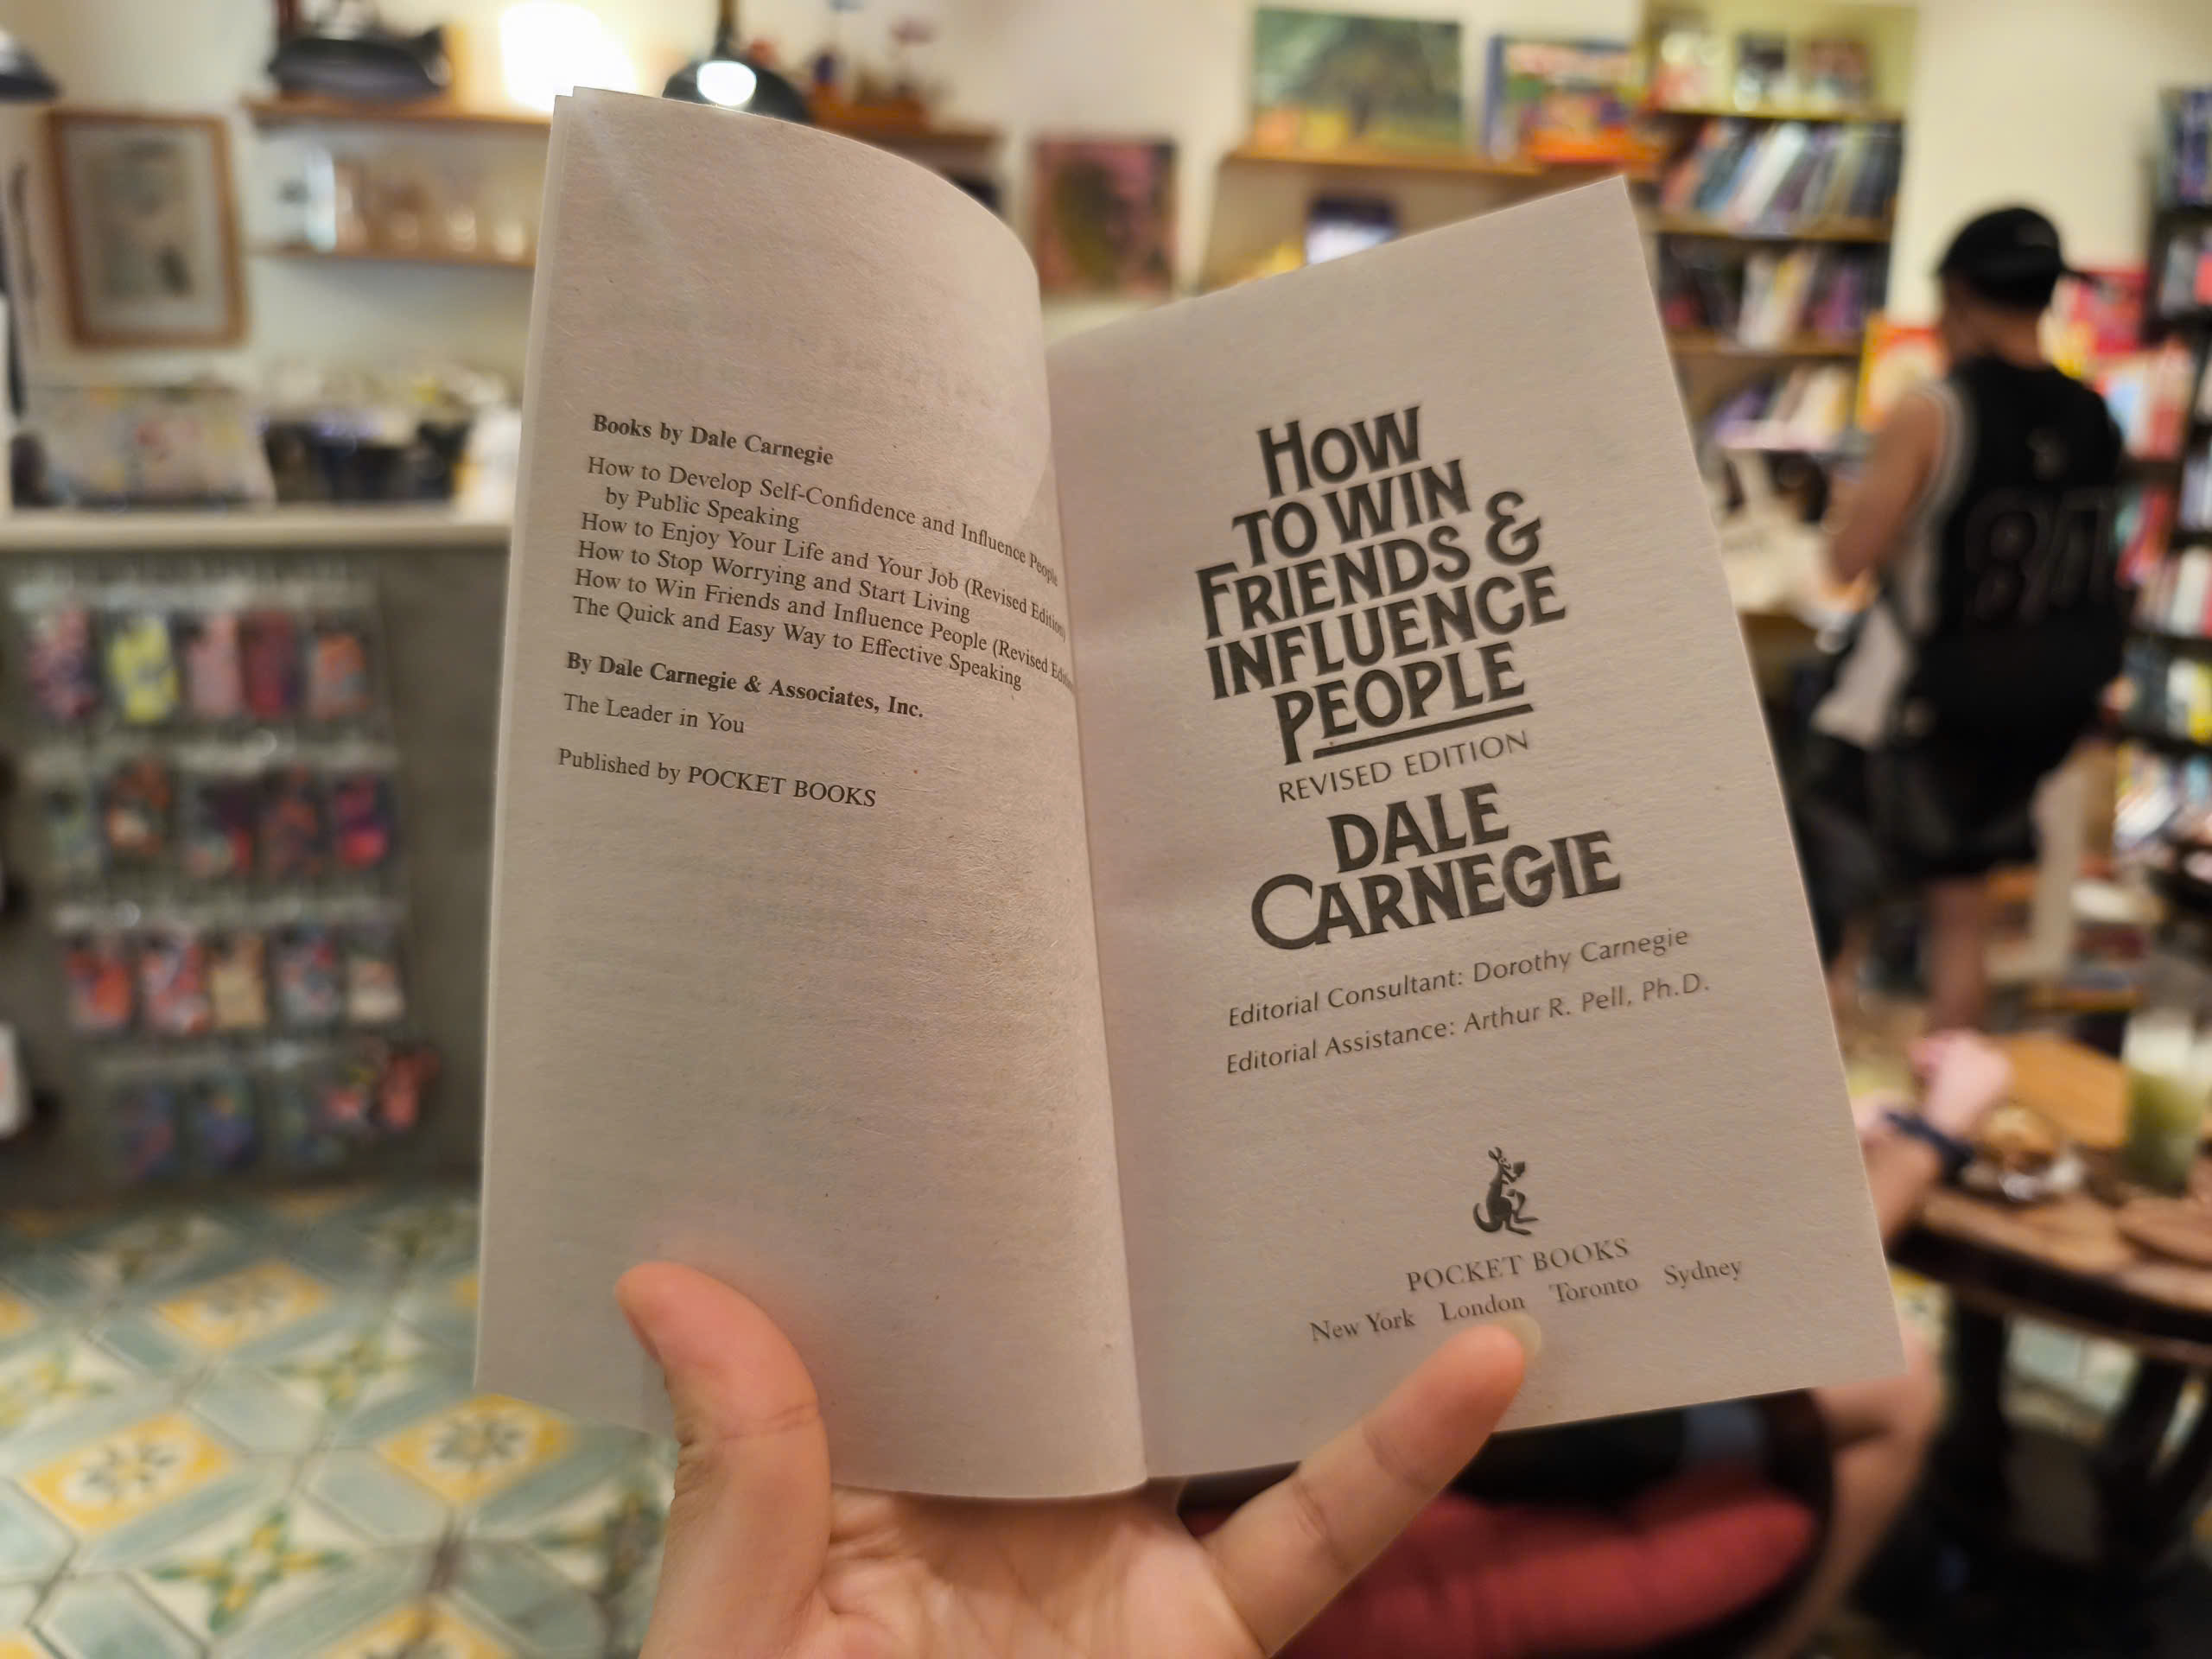 Books by Dale Carnegie
How to Develop Self-Confidence and Influence People
by Public Speaking
How to Enjoy Your Life and Your Job (Revised Edition)
How to Stop Worrying and Start Living
How to Win Friends and Influence People (Revised
The Quick and Easy Way to Effective Speaking
By Dale Carnegie & Associates, Inc.
The Leader in You
Published by POCKET BOOKS
HOW
TO WIN
FRIENDS &
INFLUENCE
PEOPLE
REVISED EDITION
DALE
CARNEGIE
Editorial Consultant: Dorothy Carnegie
Editorial Assistance: Arthur R. Pell, Ph.D.
POCKET BOOKS
New York London Toronto Sydney